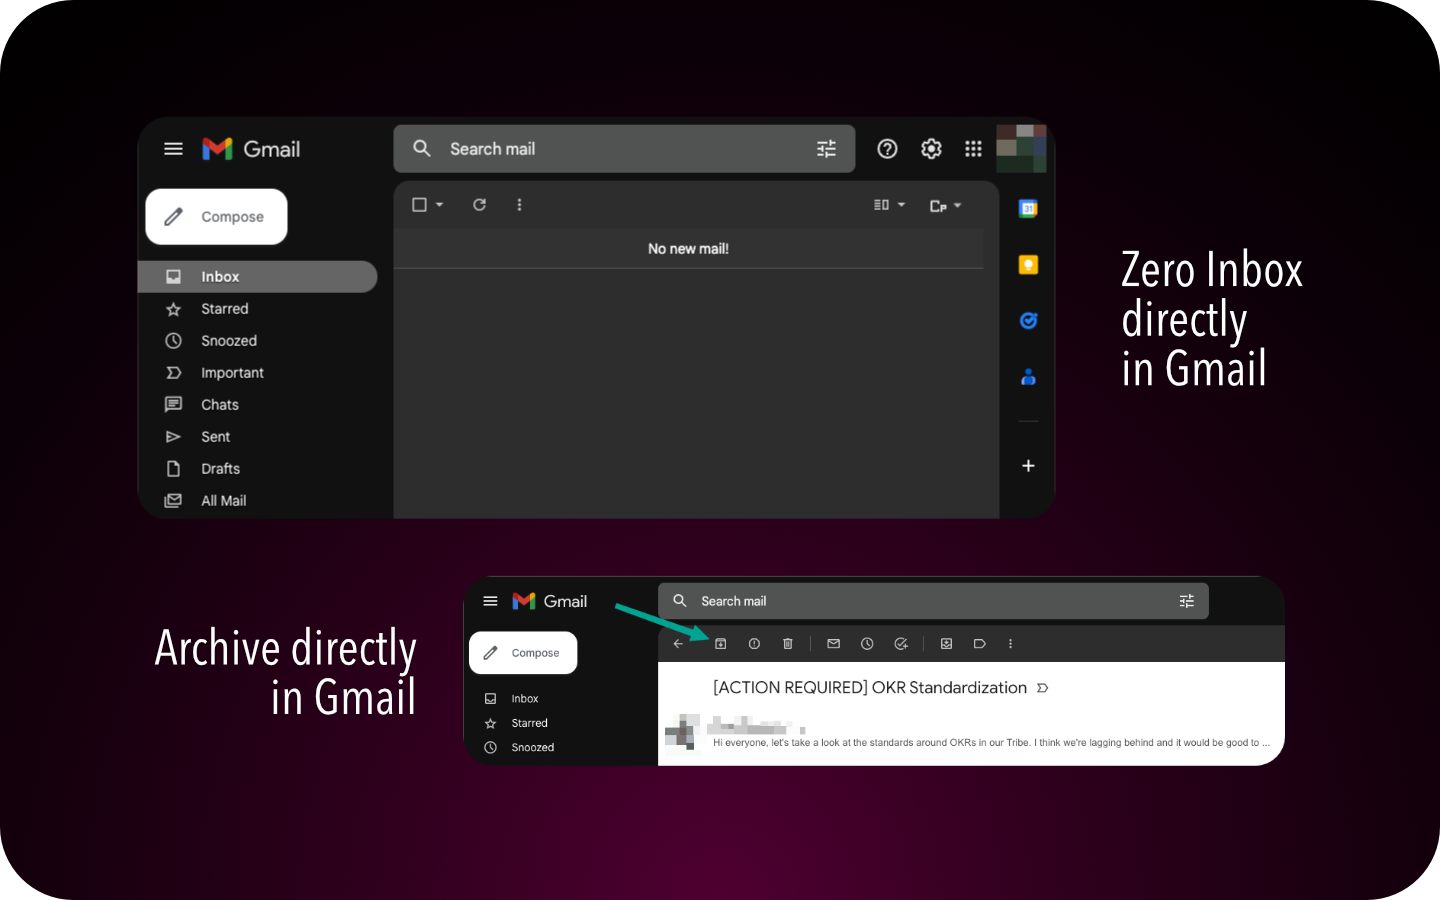 Gmail
Search mail
Compose
No new mail!
Inbox
Starred
Snoozed
Important
Chats
Sent
Drafts
All Mail
31
Zero Inbox
directly
in Gmail
Archive directly
in Gmail
Gmail
Search mail
Compose
Inbox
Starred
Snoozed
[ACTION REQUIRED] OKR Standardization
Hi everyone, let's take a look at the standards around OKRs in our Tribe. I think we're lagging behind and it would be good to ...